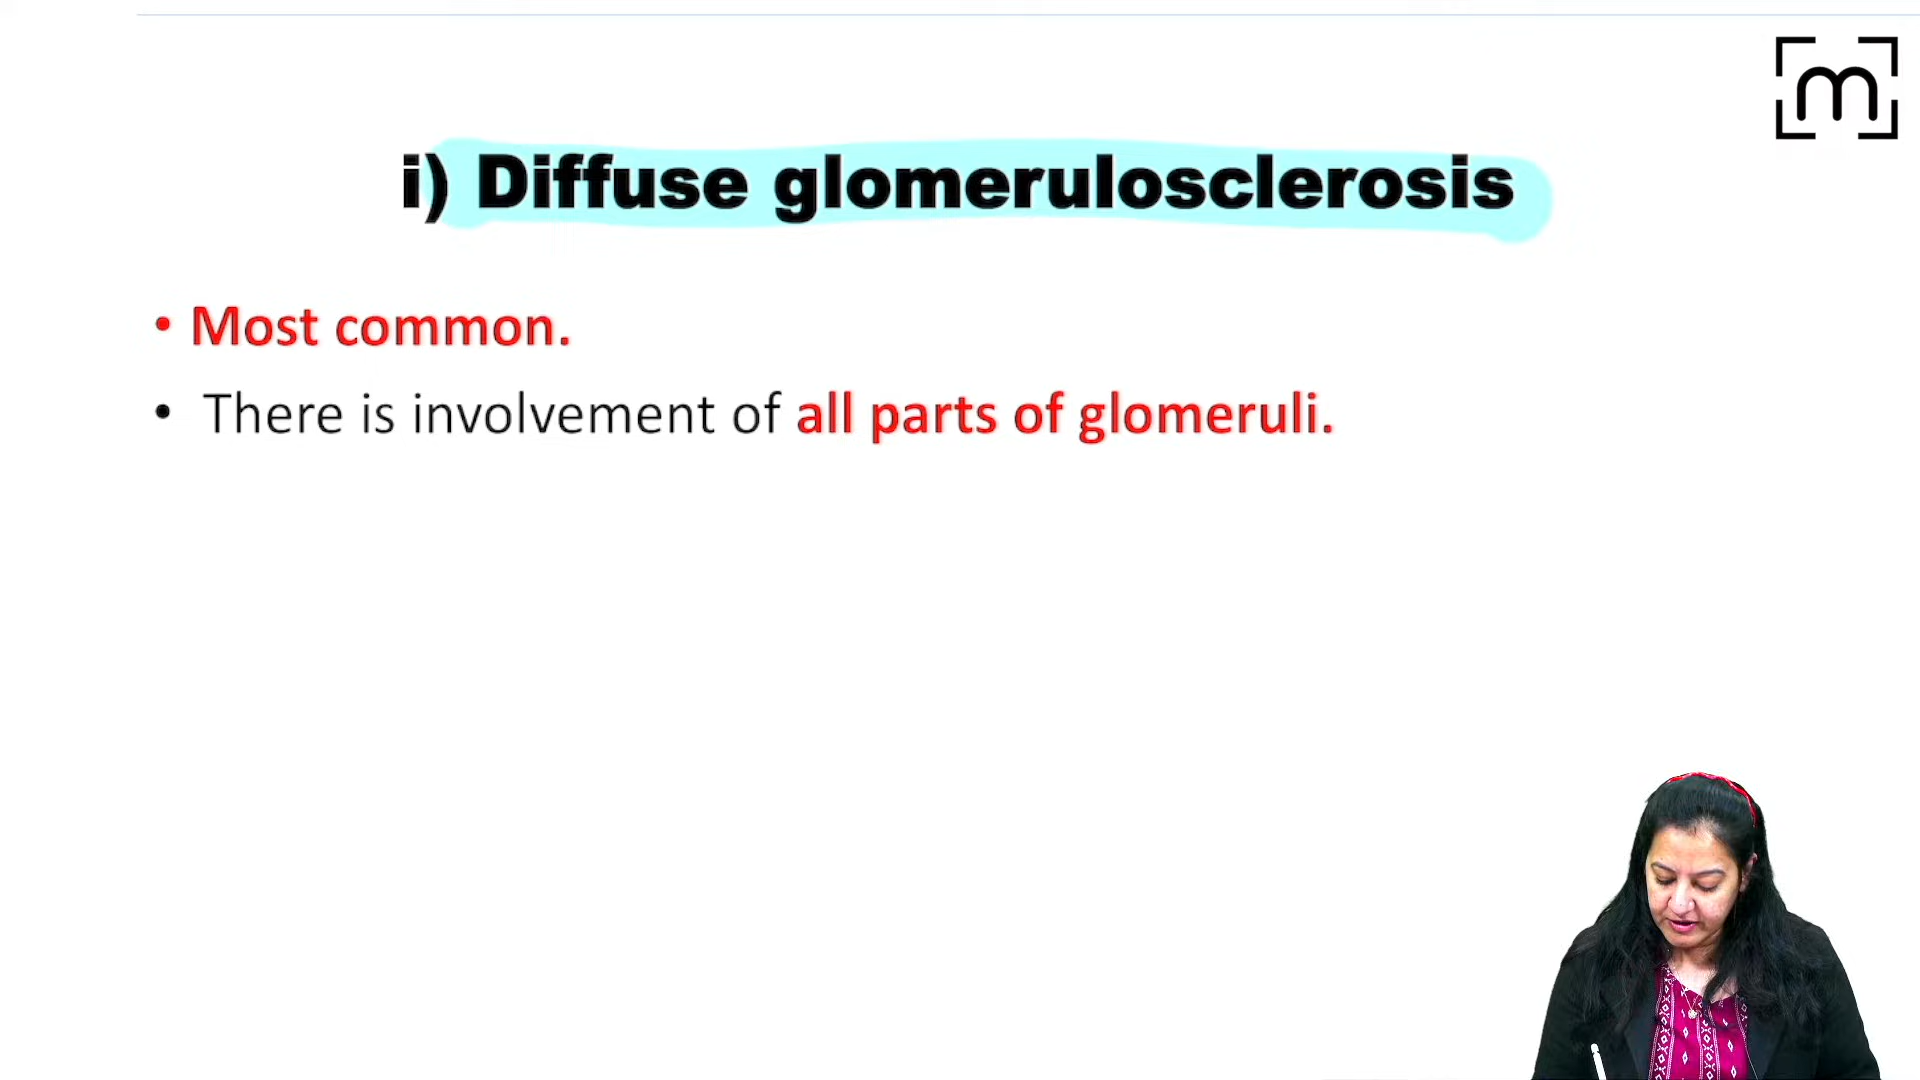 i) Diffuse glomerulosclerosis
• Most common.
• There is involvement of all parts of glomeruli.
m